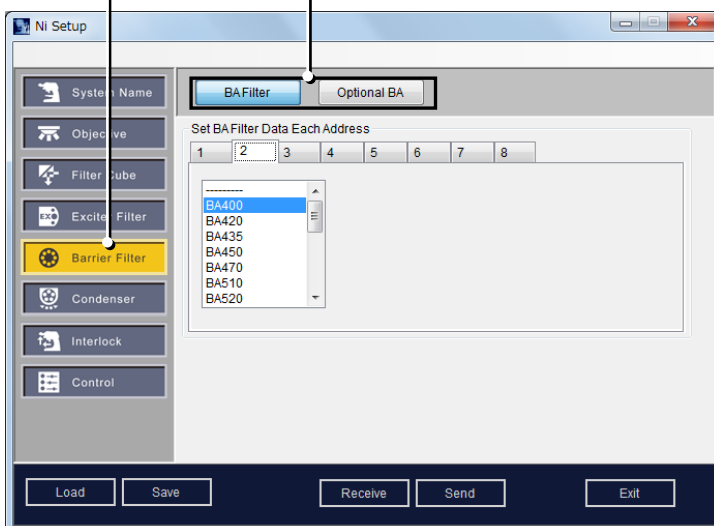 Ni Setup
System Name
Objective
Filter Cube
Exciter Filter
Barrier Filter
Condenser
Interlock
Control
BA Filter Optional BA
Set BA Filter Data Each Address
1 2 3 4 5 6 7 8
---------
BA400
BA420
BA435
BA450
BA470
BA510
BA520
EXC
Load Save Receive Send Exit